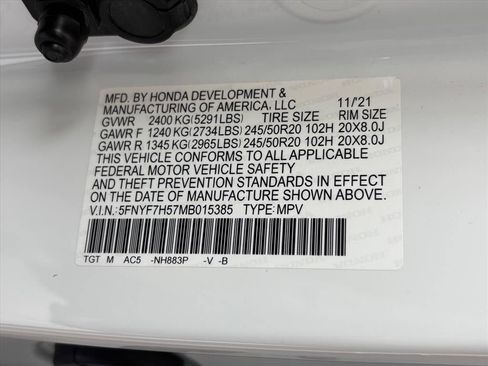 MFD. BY HONDA DEVELOPMENT &
MANUFACTURING OF AMERICA, LLC 11/'21
GVWR 2400 KG(5291LBS) TIRE SIZE RIM SIZE
GAWR F 1240 KG(2734LBS) 245/50R20 102H 20X8.0J
GAWR R 1345 KG(2965LBS) 245/50R20 102H 20X8.0J
THIS VEHICLE CONFORMS TO ALL APPLICABLE
FEDERAL MOTOR VEHICLE SAFETY
AND THEFT PREVENTION STANDARDS IN EFFECT
ON THE DATE OF MANUFACTURE SHOWN ABOVE.
V.I.N.: 5FNYF7H57MB015385 TYPE: MPV
TGT M AC5 -NH883P -V -B